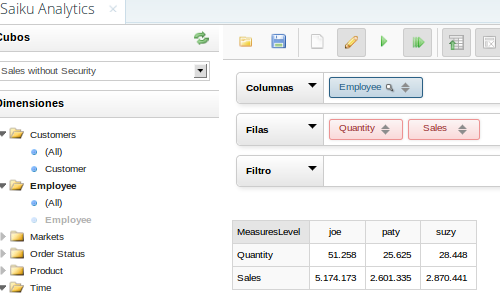 Saiku Analytics
Cubos
Sales without Security
Dimensiones
Customers
(All)
Customer
Employee
(All)
Employee
Markets
Order Status
Product
Time
Columnas
Employee
Filas
Quantity
Sales
Filtro
MeasuresLevel joe paty suzy
Quantity 51.258 25.625 28.448
Sales 5.174.173 2.601.335 2.870.441